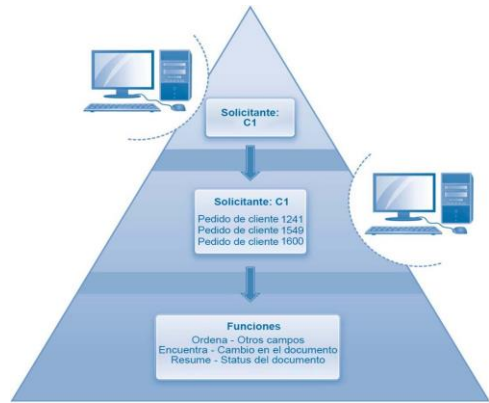 Solicitante:
C1
Solicitante: C1
Pedido de cliente 1241
Pedido de cliente 1549
Pedido de cliente 1600
Funciones
Ordena - Otros campos
Encuentra - Cambio en el documento
Resume - Status del documento